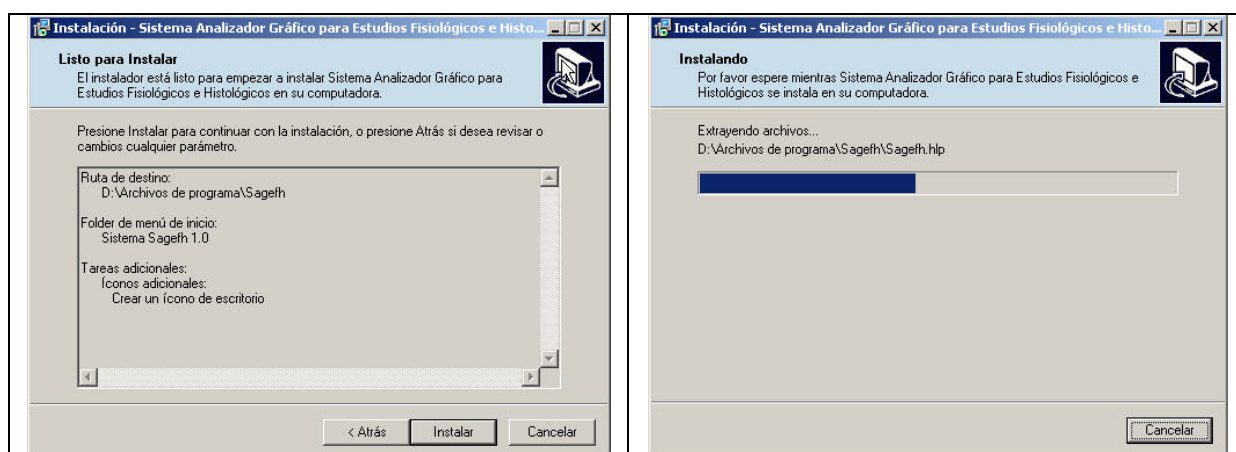 Instalación - Sistema Analizador Gráfico para Estudios Fisiológicos e Histo...
Listo para Instalar
El instalador está listo para empezar a instalar Sistema Analizador Gráfico para
Estudios Fisiológicos e Histológicos en su computadora.
Presione Instalar para continuar con la instalación, o presione Atrás si desea revisar o
cambios cualquier parámetro.
Ruta de destino:
D:\Archivos de programa\Sagefh
Folder de menú de inicio:
Sistema Sagefh 1.0
Tareas adicionales:
Íconos adicionales:
Crear un ícono de escritorio
< Atrás
Instalar
Cancelar
Instalación - Sistema Analizador Gráfico para Estudios Fisiológicos e Histo...
Instalando
Por favor espere mientras Sistema Analizador Gráfico para Estudios Fisiológicos e
Histológicos se instala en su computadora.
Extrayendo archivos...
D:\Archivos de programa\Sagefh\Sagefh.hlp
Cancelar